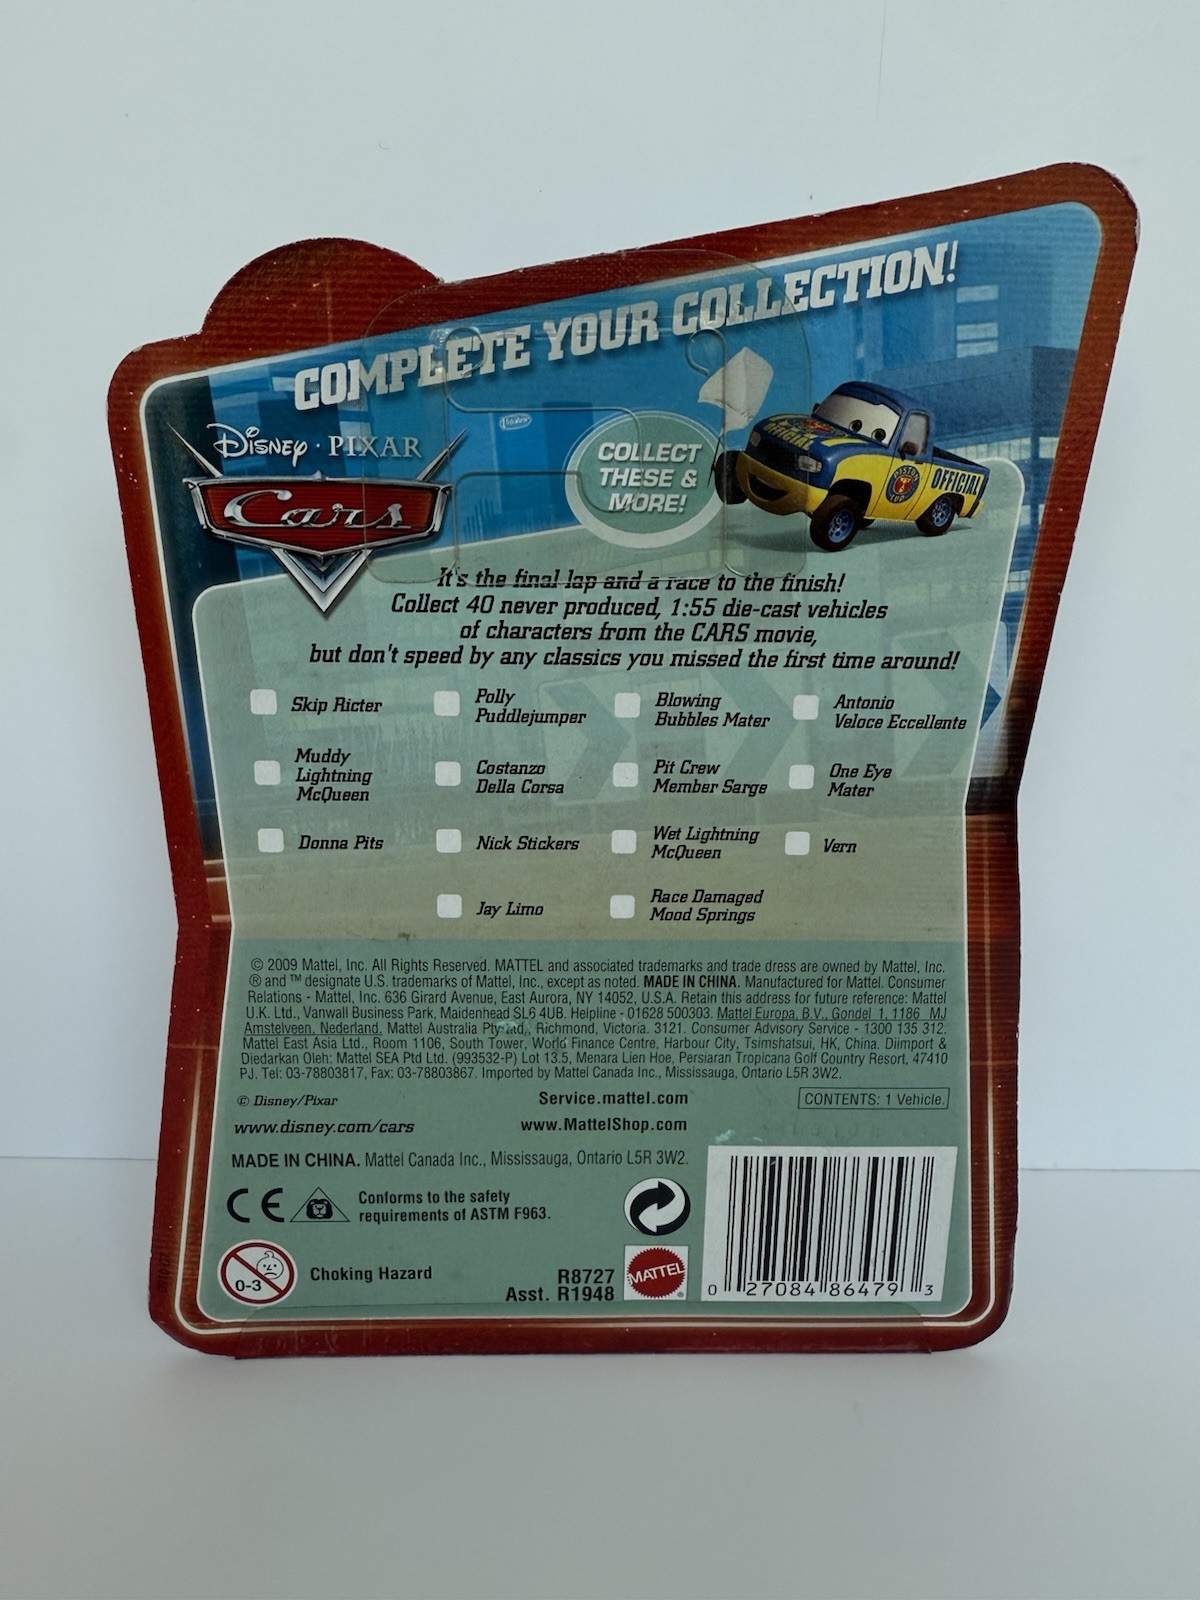 COMPLETE YOUR COLLECTION!
DISNEY · PIXAR
Cars
COLLECT
THESE &
MORE!
OFFICIAL
PISTON
CUP
It's the final lap and a race to the finish!
Collect 40 never produced, 1:55 die-cast vehicles
of characters from the CARS movie,
but don't speed by any classics you missed the first time around!
Skip Ricter
Polly
Puddlejumper
Blowing
Bubbles Mater
Antonio
Veloce Eccellente
Muddy
Lightning
McQueen
Costanzo
Della Corsa
Pit Crew
Member Sarge
One Eye
Mater
Donna Pits
Nick Stickers
Wet Lightning
McQueen
Vern
Jay Limo
Race Damaged
Mood Springs
© 2009 Mattel, Inc. All Rights Reserved. MATTEL and associated trademarks and trade dress are owned by Mattel, Inc.
® and ™ designate U.S. trademarks of Mattel, Inc., except as noted. MADE IN CHINA. Manufactured for Mattel. Consumer
Relations - Mattel, Inc. 636 Girard Avenue, East Aurora, NY 14052, U.S.A. Retain this address for future reference: Mattel
U.K. Ltd., Vanwall Business Park, Maidenhead SL6 4UB. Helpline - 01628 500303. Mattel Europa, B.V., Gondel 1, 1186 MJ
Amstelveen, Nederland. Mattel Australia Pty. Ltd., Richmond, Victoria. 3121. Consumer Advisory Service - 1300 135 312.
Mattel East Asia Ltd., Room 1106, South Tower, World Finance Centre, Harbour City, Tsimshatsui, HK, China. Diimport &
Diedarkan Oleh: Mattel SEA Ptd Ltd. (993532-P) Lot 13.5, Menara Lien Hoe, Persiaran Tropicana Golf Country Resort, 47410
PJ. Tel: 03-78803817, Fax: 03-78803867. Imported by Mattel Canada Inc., Mississauga, Ontario L5R 3W2.
© Disney/Pixar
Service.mattel.com
CONTENTS: 1 Vehicle.
www.disney.com/cars
www.MattelShop.com
MADE IN CHINA. Mattel Canada Inc., Mississauga, Ontario L5R 3W2.
CE
Conforms to the safety
requirements of ASTM F963.
0-3
Choking Hazard
R8727
Asst. R1948
MATTEL
®
0 27084 86479 3